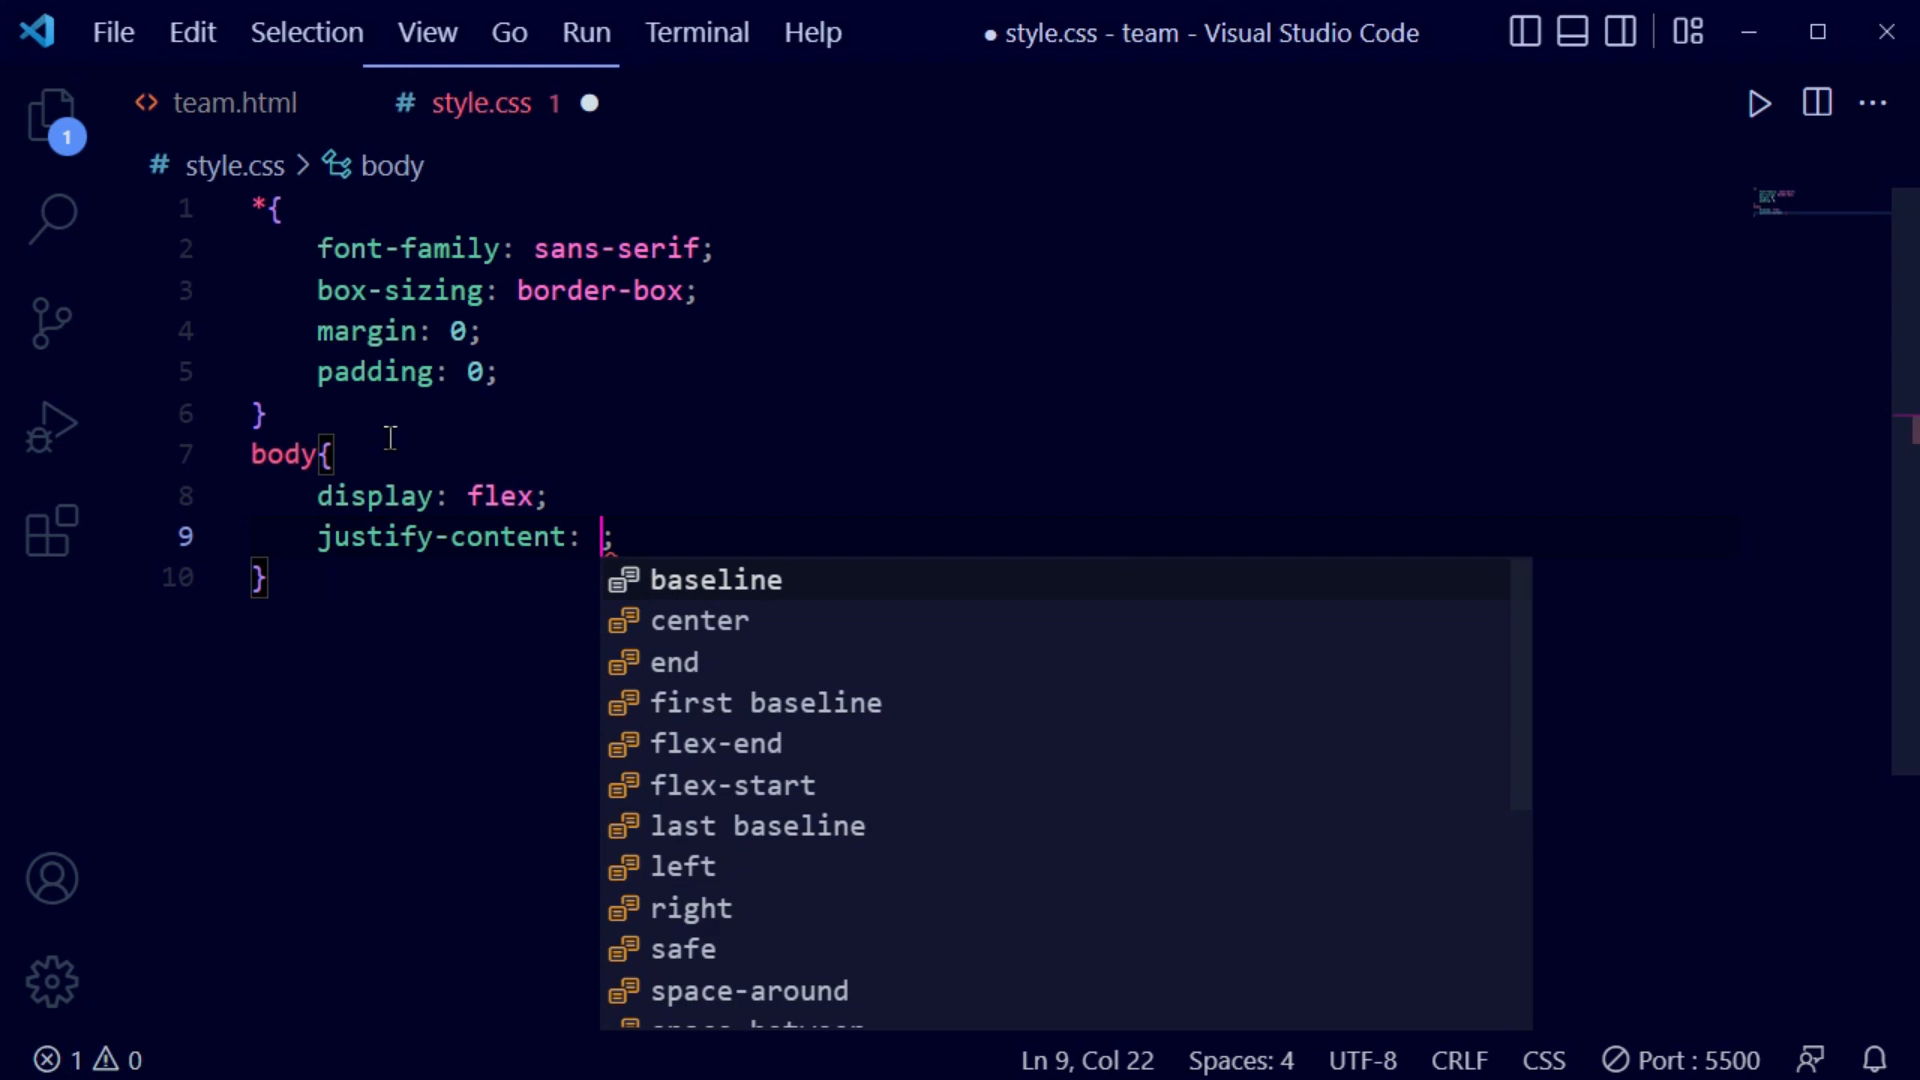 File Edit Selection View Go Run Terminal Help ● style.css - team - Visual Studio Code
<> team.html # style.css 1 ●
1
# style.css > body
1 *{
2 font-family: sans-serif;
3 box-sizing: border-box;
4 margin: 0;
5 padding: 0;
6 }
7 body{
8 display: flex;
9 justify-content: ;
10 }
baseline
center
end
first baseline
flex-end
flex-start
last baseline
left
right
safe
space-around
space-between
1 0 Ln 9, Col 22 Spaces: 4 UTF-8 CRLF CSS Port : 5500